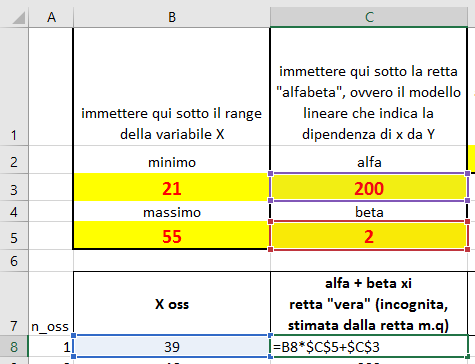 A B C
immettere qui sotto la retta
"alfabeta", ovvero il modello
immettere qui sotto il range
lineare che indica la
1 della variabile X
dipendenza di x da Y
2 minimo alfa
3 21 200
4 massimo beta
5 55 2
6
alfa + beta xi
X oss
retta "vera" (incognita,
7 n_oss
stimata dalla retta m.q)
8 1 39 =B8*$C$5+$C$3